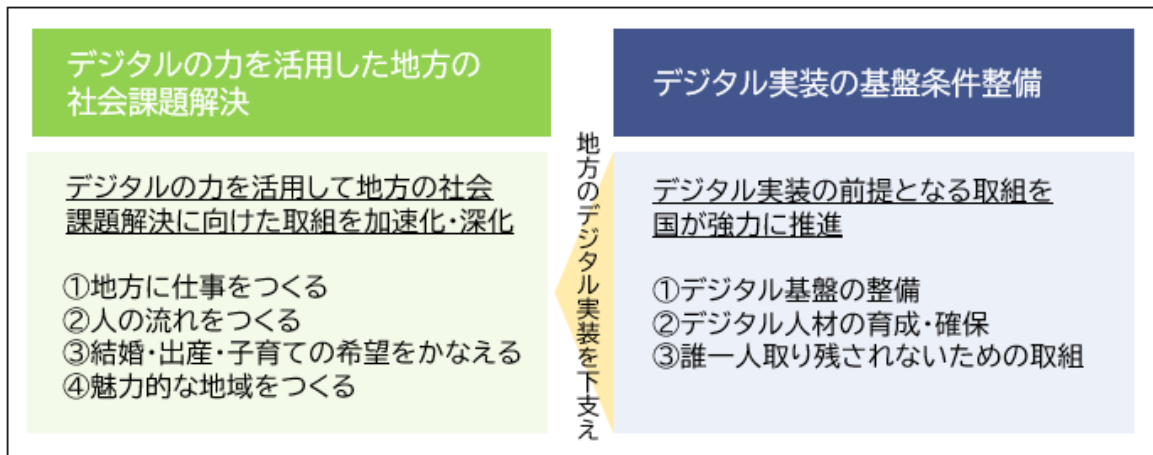 デジタルの力を活用した地方の
社会課題解決
デジタルの力を活用して地方の社会
課題解決に向けた取組を加速化・深化
①地方に仕事をつくる
②人の流れをつくる
③結婚・出産・子育ての希望をかなえる
④魅力的な地域をつくる
地方のデジタル実装を下支え
デジタル実装の基盤条件整備
デジタル実装の前提となる取組を
国が強力に推進
①デジタル基盤の整備
②デジタル人材の育成・確保
③誰一人取り残されないための取組